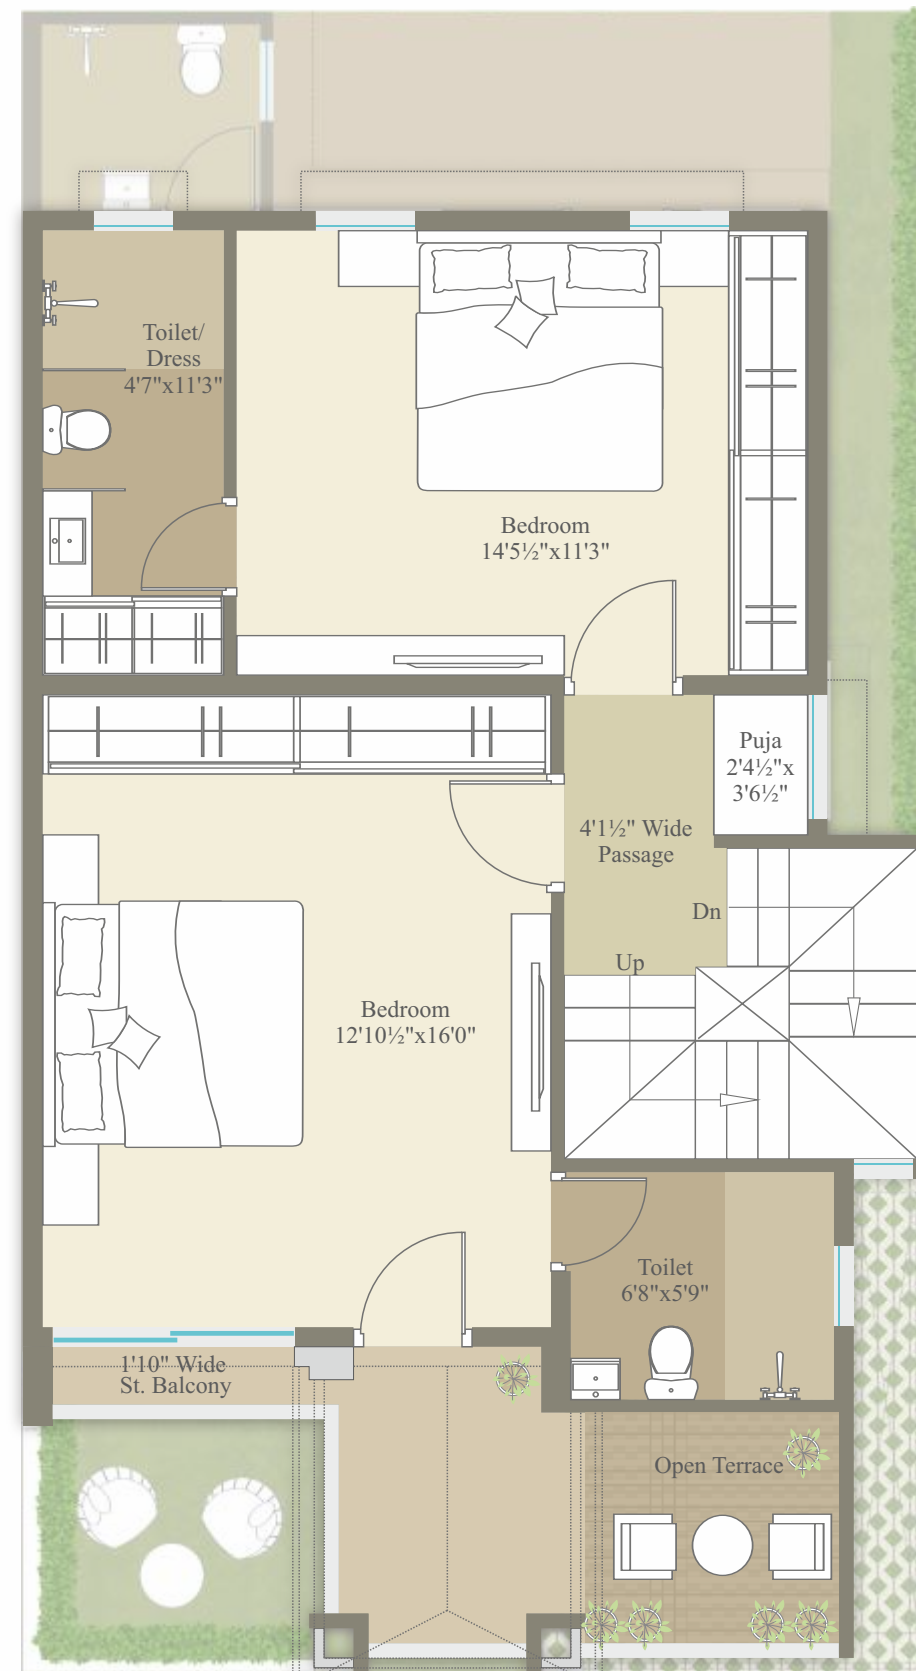 Toilet/
Dress
4'7"x11'3"
Bedroom
14'5½"x11'3"
Puja
2'4½"x
3'6½"
4'1½" Wide
Passage
Dn
Up
Bedroom
12'10½"x16'0"
Toilet
6'8"x5'9"
1'10" Wide
St. Balcony
Open Terrace